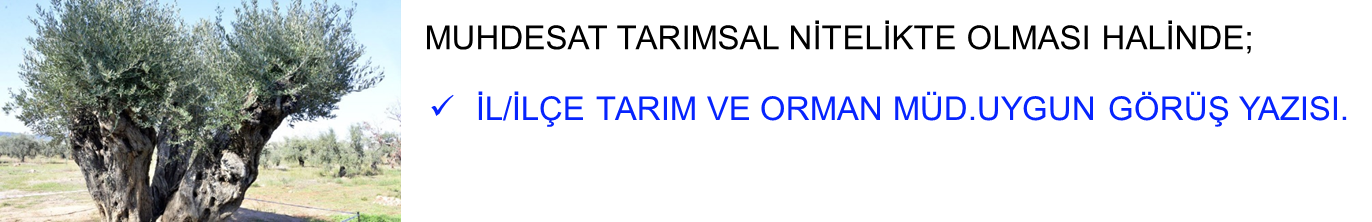 MUHDESAT TARIMSAL NİTELİKTE OLMASI HALİNDE;
✓ İL/İLÇE TARIM VE ORMAN MÜD.UYGUN GÖRÜŞ YAZISI.